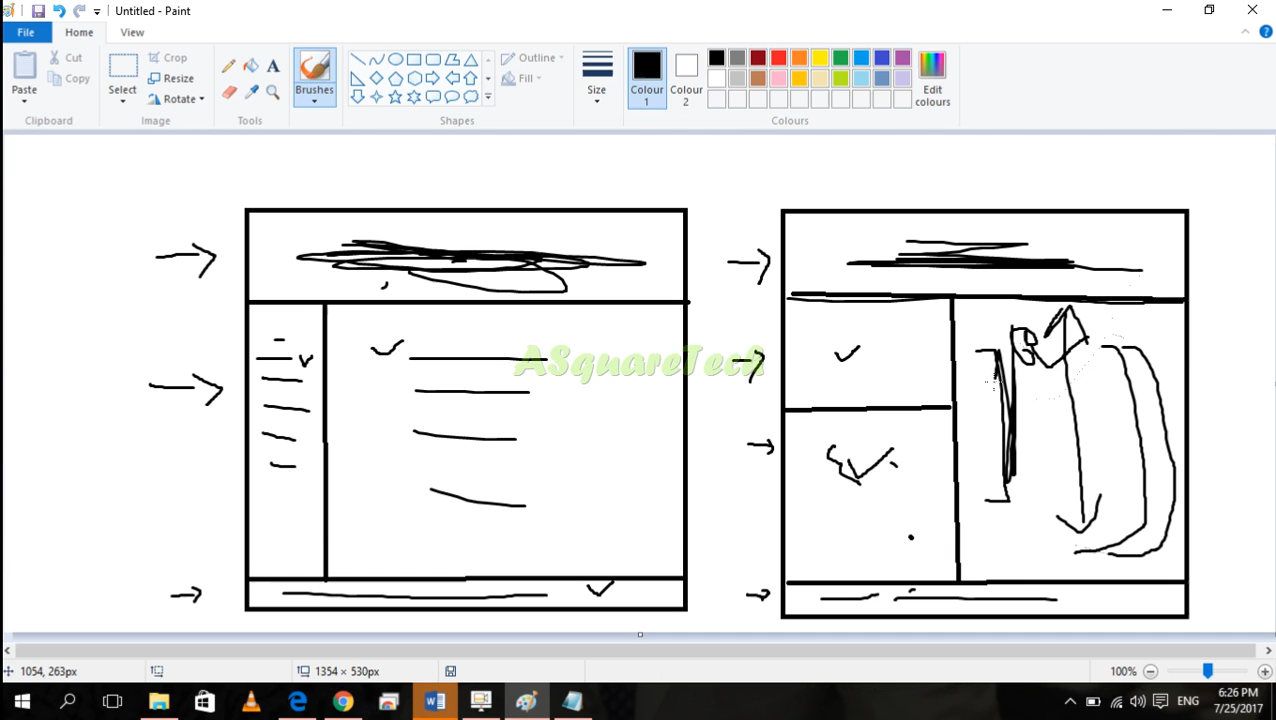 Untitled - Paint
File Home View
Paste
Cut
Copy
Clipboard
Select
Crop
Resize
Rotate
Image
Tools
Brushes
Shapes
Outline
Fill
Size
Colour 1
Colour 2
Edit colours
Colours
ASquareTech
1054, 263px
1354 × 530px
100%
ENG
6:26 PM
7/25/2017